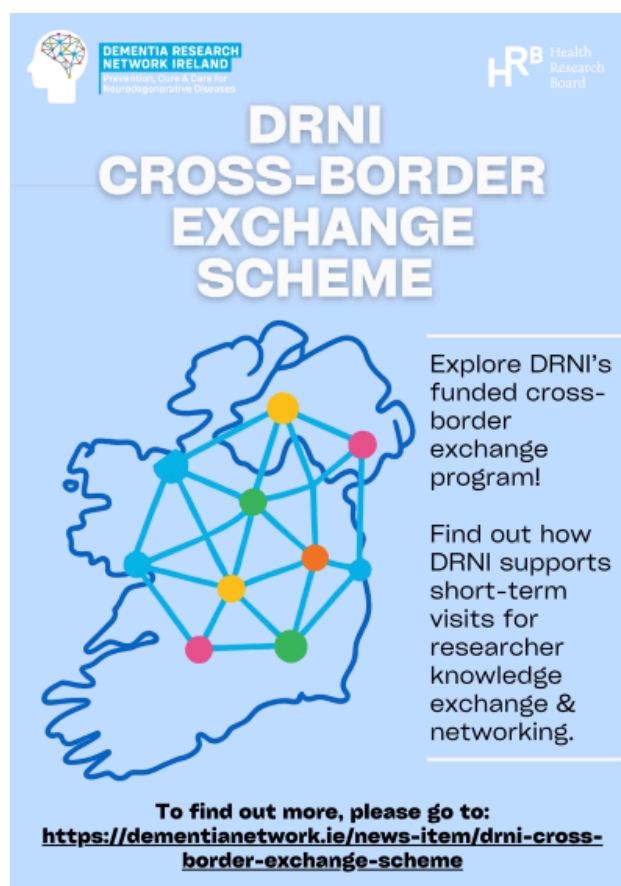 DEMENTIA RESEARCH
NETWORK IRELAND
Prevention, Cure & Care for
Neurodegenerative Diseases
HRB Health
Research
Board
DRNI
CROSS-BORDER
EXCHANGE
SCHEME
Explore DRNI's
funded cross-
border
exchange
program!
Find out how
DRNI supports
short-term
visits for
researcher
knowledge
exchange &
networking.
To find out more, please go to:
https://dementianetwork.ie/news-item/drni-cross-
border-exchange-scheme